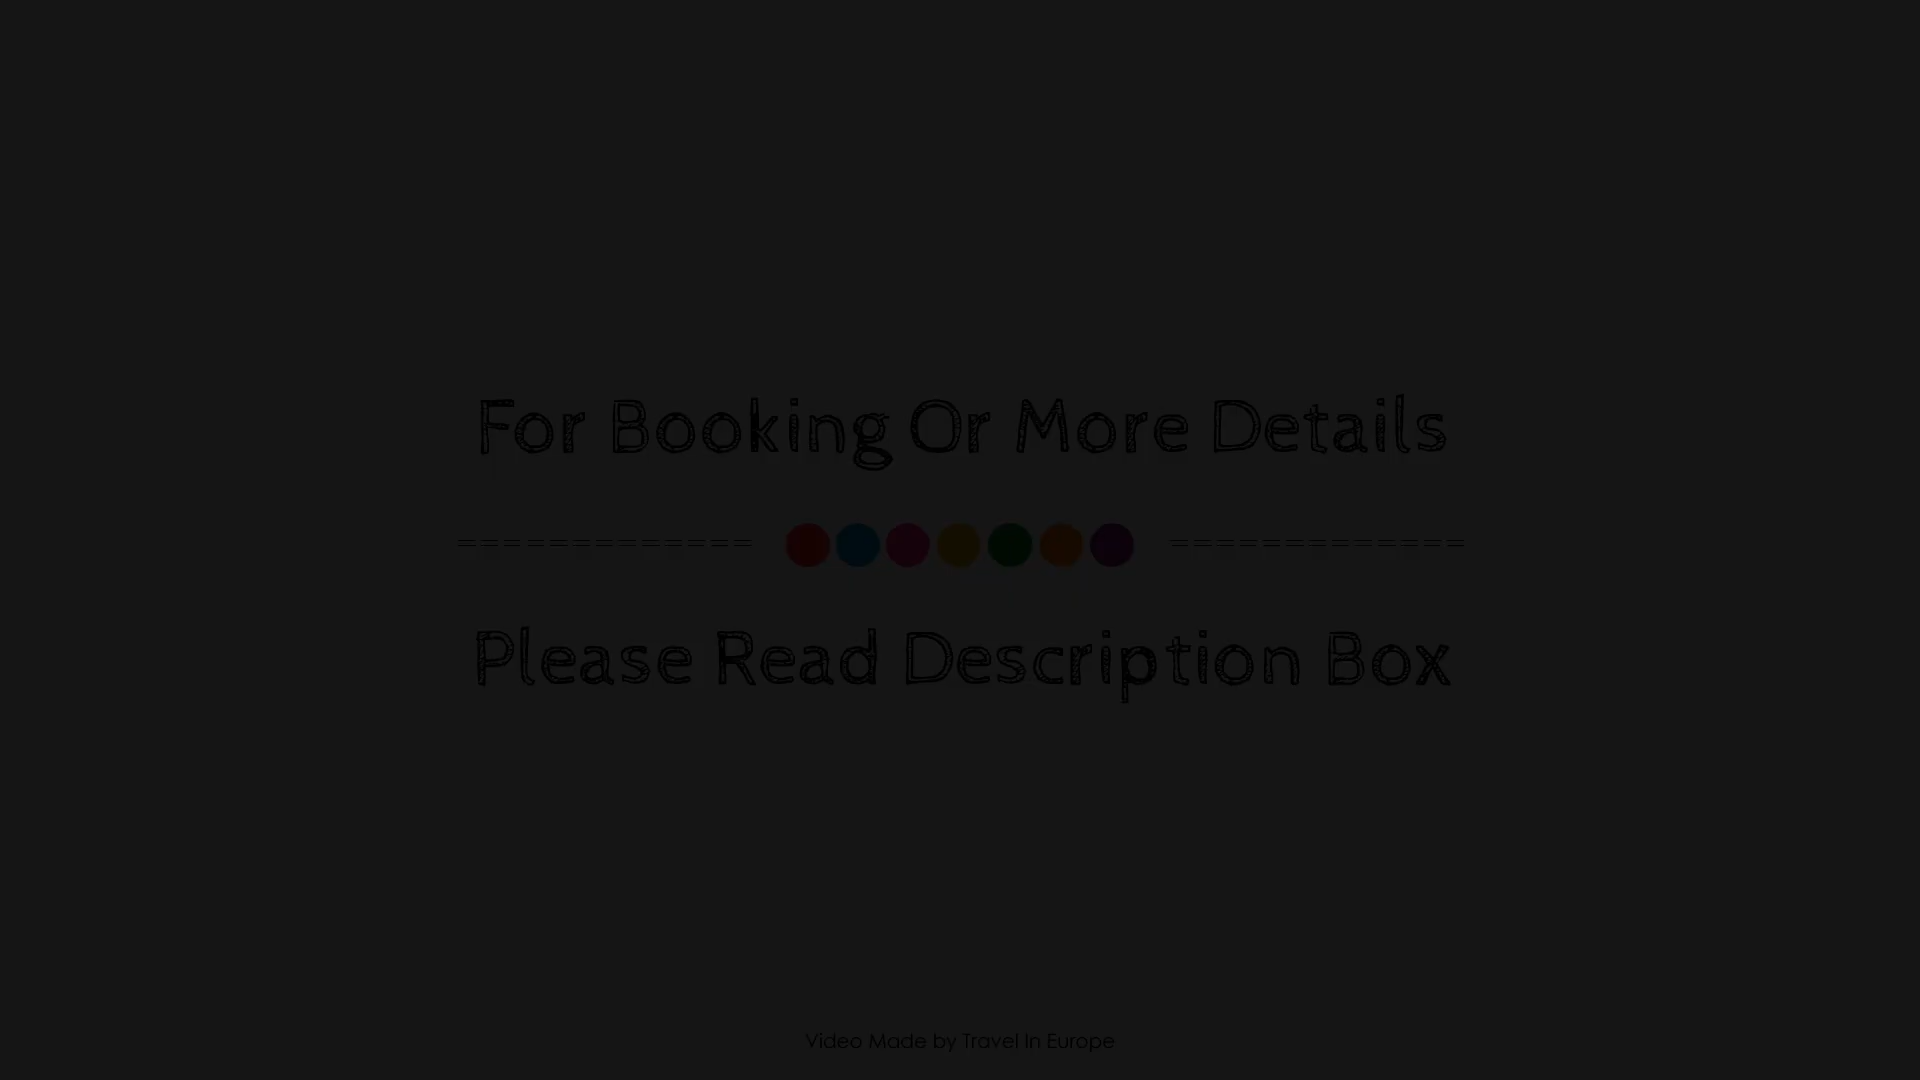 For Booking Or More Details
============= =============
Please Read Description Box
Video Made by Travel In Europe